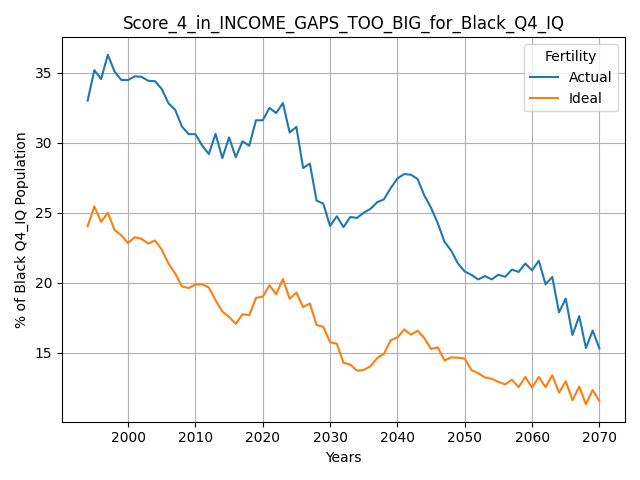 Score_4_in_INCOME_GAPS_TOO_BIG_for_Black_Q4_IQ
Fertility
Actual
Ideal
% of Black Q4_IQ Population
35
30
25
20
15
2000
2010
2020
2030
2040
2050
2060
2070
Years